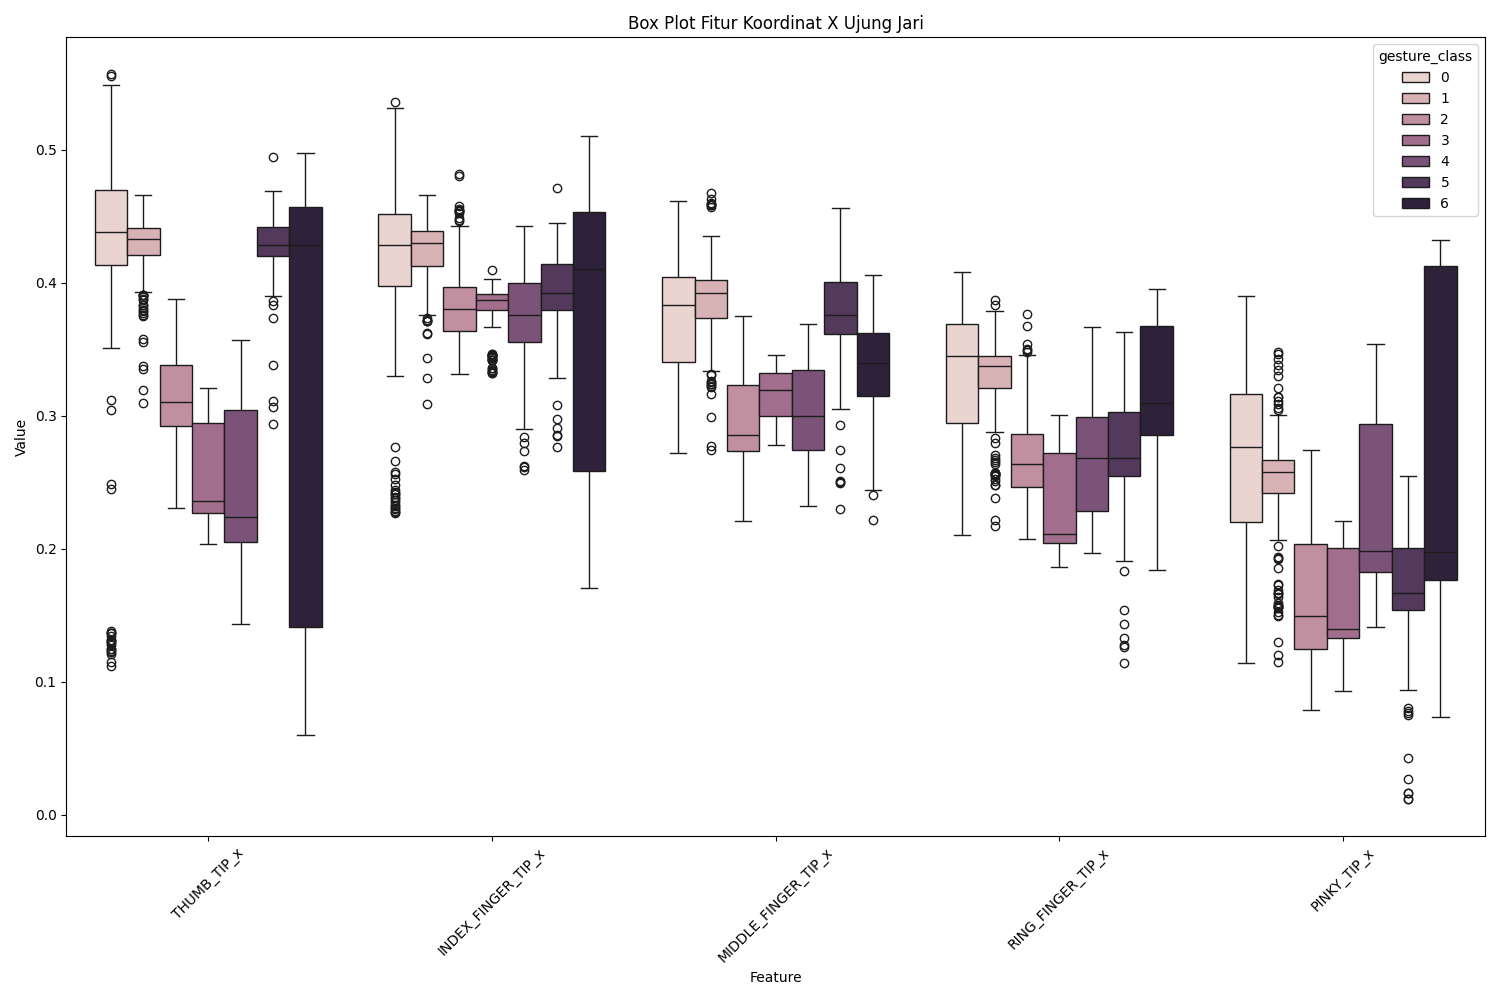 Box Plot Fitur Koordinat X Ujung Jari
gesture_class
0
1
2
3
4
5
6
Value
0.5
0.4
0.3
0.2
0.1
0.0
THUMB_TIP_x
INDEX_FINGER_TIP_x
MIDDLE_FINGER_TIP_x
RING_FINGER_TIP_x
PINKY_TIP_x
Feature